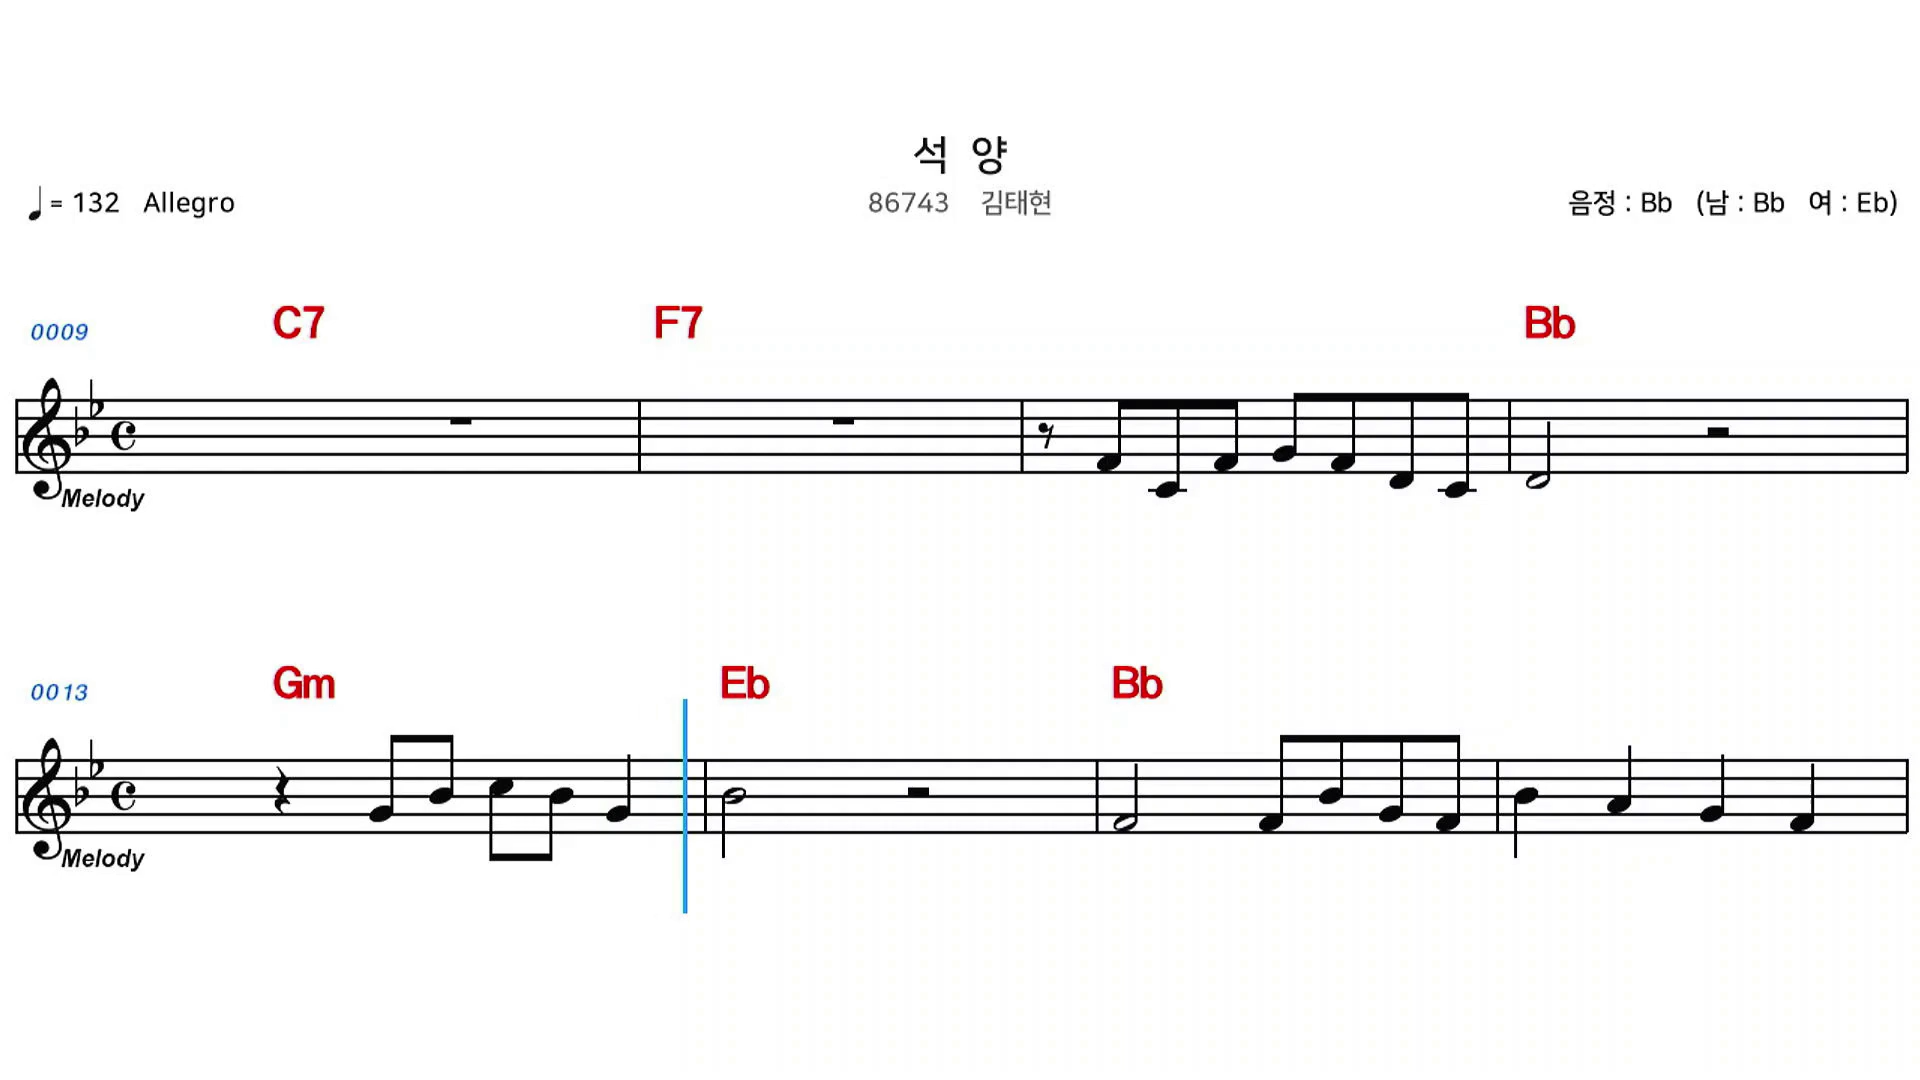 석 양
♩= 132 Allegro
86743 김태현
음정 : Bb (남 : Bb 여 : Eb)
0009 C7 F7 Bb
Melody
0013 Gm Eb Bb
Melody